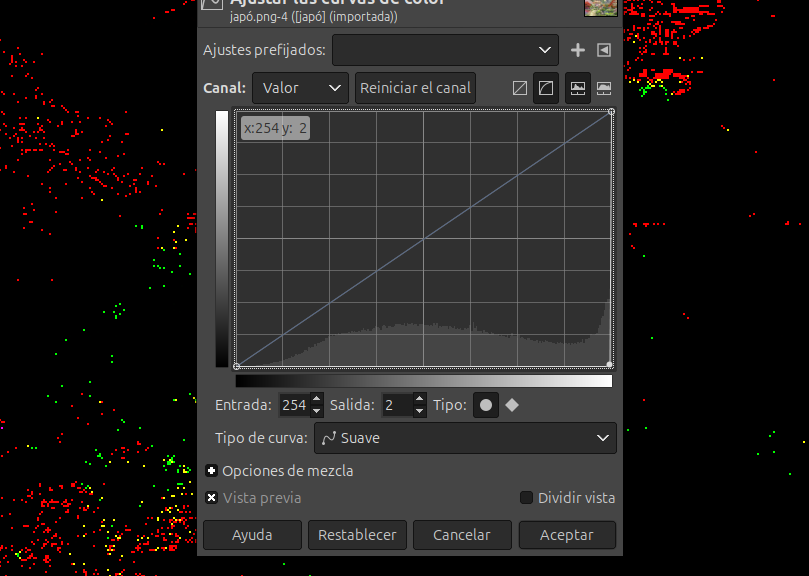 Ajustar las curvas de color
japó.png-4 ([japó] (importada))
Ajustes prefijados:
Canal: Valor Reiniciar el canal
x:254 y: 2
Entrada: 254 Salida: 2 Tipo:
Tipo de curva: Suave
Opciones de mezcla
Vista previa Dividir vista
Ayuda Restablecer Cancelar Aceptar